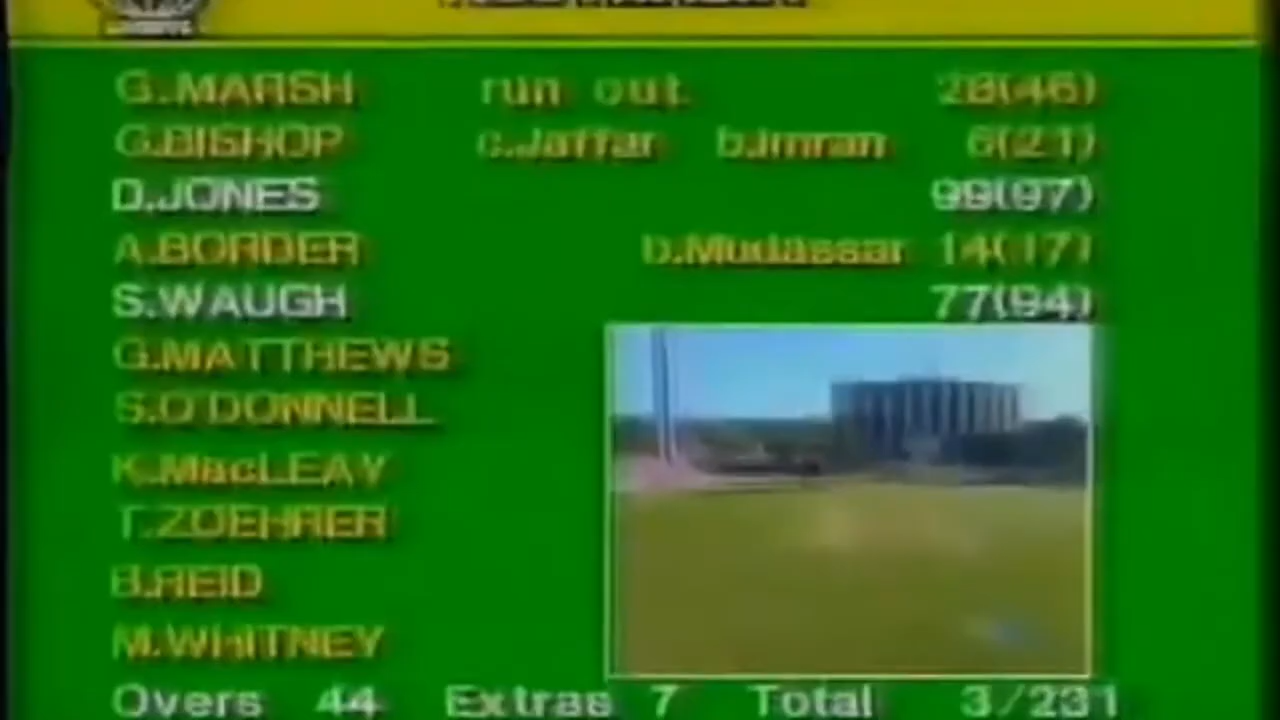 G.MARSH run out 28(46)
G.BISHOP c.Jaffar b.Imran 6(21)
D.JONES 99(97)
A.BORDER b.Mudassar 14(17)
S.WAUGH 77(94)
G.MATTHEWS
S.O'DONNELL
K.MacLEAY
T.ZOEHRER
B.REID
M.WHITNEY
Overs 44 Extras 7 Total 3/231